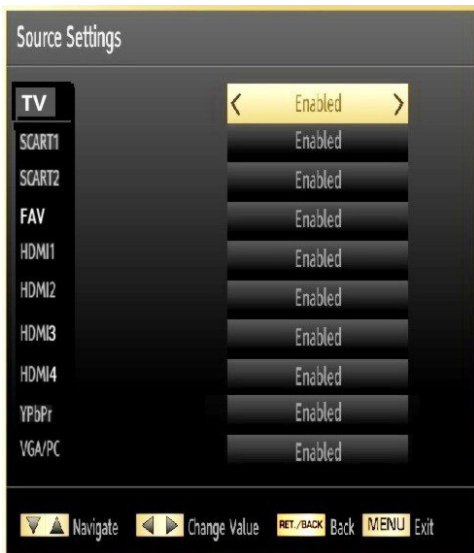 Source Settings
TV < Enabled >
SCART1 Enabled
SCART2 Enabled
FAV Enabled
HDMI1 Enabled
HDMI2 Enabled
HDMI3 Enabled
HDMI4 Enabled
YPbPr Enabled
VGA/PC Enabled
Navigate Change Value RET./BACK Back MENU Exit